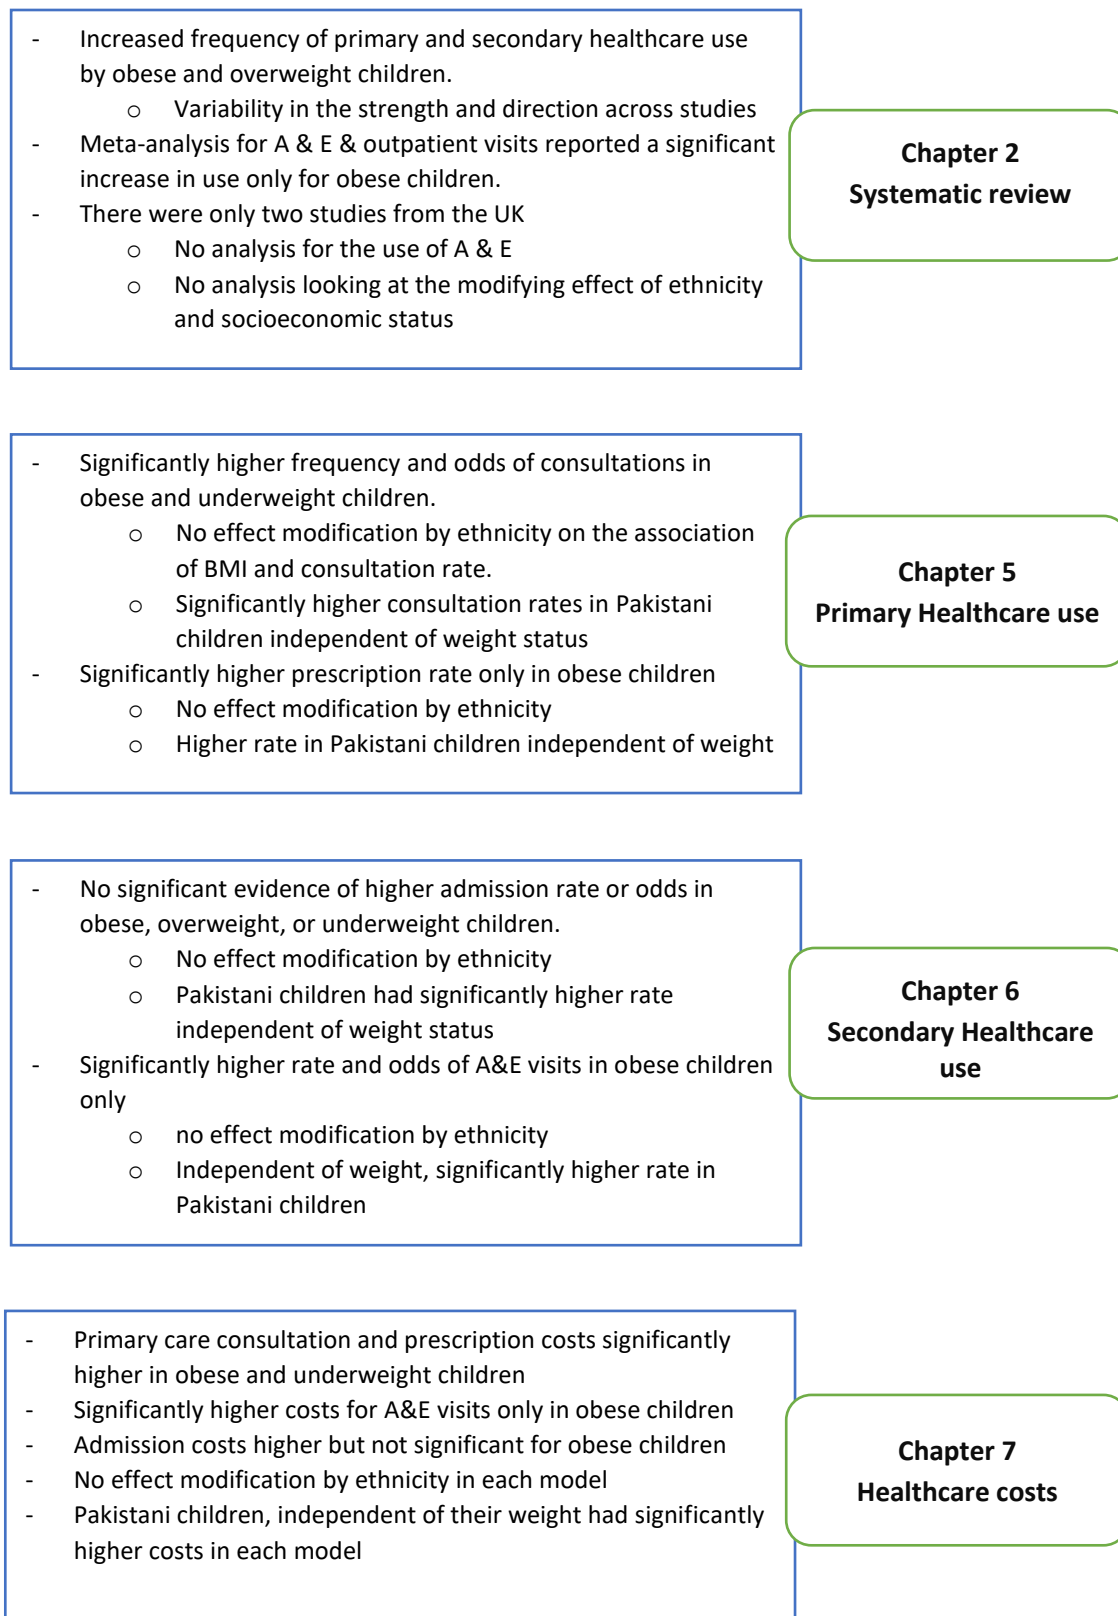 - Increased frequency of primary and secondary healthcare use
by obese and overweight children.
o Variability in the strength and direction across studies
- Meta-analysis for A & E & outpatient visits reported a significant
increase in use only for obese children.
- There were only two studies from the UK
o No analysis for the use of A & E
o No analysis looking at the modifying effect of ethnicity
and socioeconomic status
Chapter 2
Systematic review
- Significantly higher frequency and odds of consultations in
obese and underweight children.
o No effect modification by ethnicity on the association
of BMI and consultation rate.
o Significantly higher consultation rates in Pakistani
children independent of weight status
- Significantly higher prescription rate only in obese children
o No effect modification by ethnicity
o Higher rate in Pakistani children independent of weight
Chapter 5
Primary Healthcare use
- No significant evidence of higher admission rate or odds in
obese, overweight, or underweight children.
o No effect modification by ethnicity
o Pakistani children had significantly higher rate
independent of weight status
- Significantly higher rate and odds of A&E visits in obese children
only
o no effect modification by ethnicity
o Independent of weight, significantly higher rate in
Pakistani children
Chapter 6
Secondary Healthcare
use
- Primary care consultation and prescription costs significantly
higher in obese and underweight children
- Significantly higher costs for A&E visits only in obese children
- Admission costs higher but not significant for obese children
- No effect modification by ethnicity in each model
- Pakistani children, independent of their weight had significantly
higher costs in each model
Chapter 7
Healthcare costs